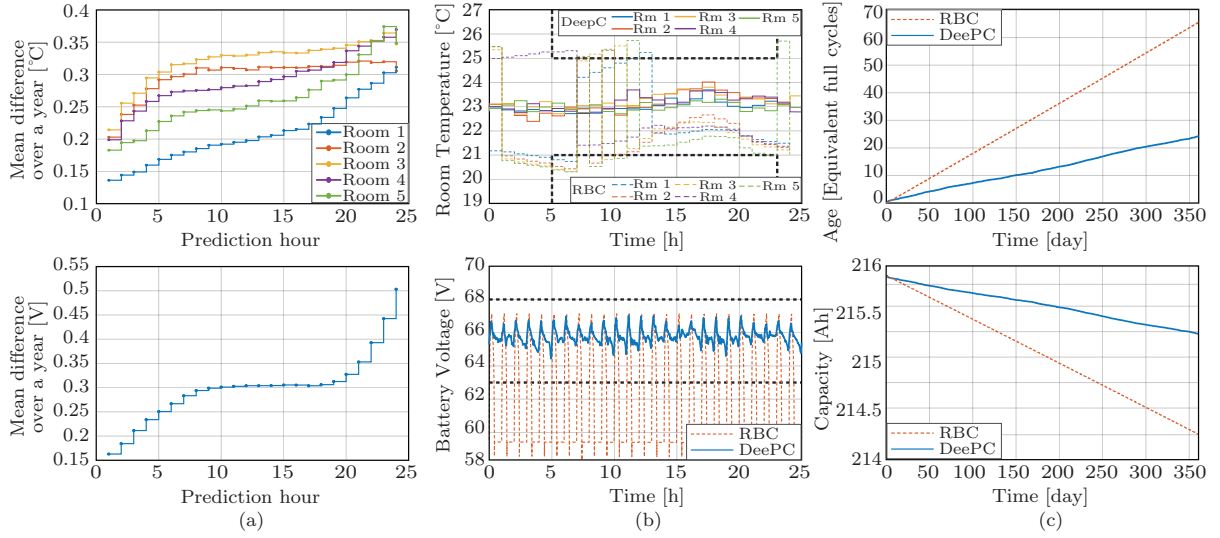 Mean difference
over a year [℃]
0.4
0.35
0.3
0.25
0.2
0.15
0.1
0 5 10 15 20 25
Prediction hour
Room 1
Room 2
Room 3
Room 4
Room 5
Room Temperature [℃]
27
26
25
24
23
22
21
20
19
0 5 10 15 20 25
Time [h]
DeepC
Rm 1 Rm 3 Rm 5
Rm 2 Rm 4
RBC
Rm 1 Rm 3 Rm 5
Rm 2 Rm 4
Age [Equivalent full cycles]
70
60
50
40
30
20
10
0
0 50 100 150 200 250 300 350
Time [day]
RBC
DeePC
Mean difference
over a year [V]
0.55
0.5
0.45
0.4
0.35
0.3
0.25
0.2
0.15
0 5 10 15 20 25
Prediction hour
(a)
Battery Voltage [V]
70
68
66
64
62
60
58
0 5 10 15 20 25
Time [h]
RBC
DeePC
(b)
Capacity [Ah]
216
215.5
215
214.5
214
0 50 100 150 200 250 300 350
Time [day]
RBC
DeePC
(c)